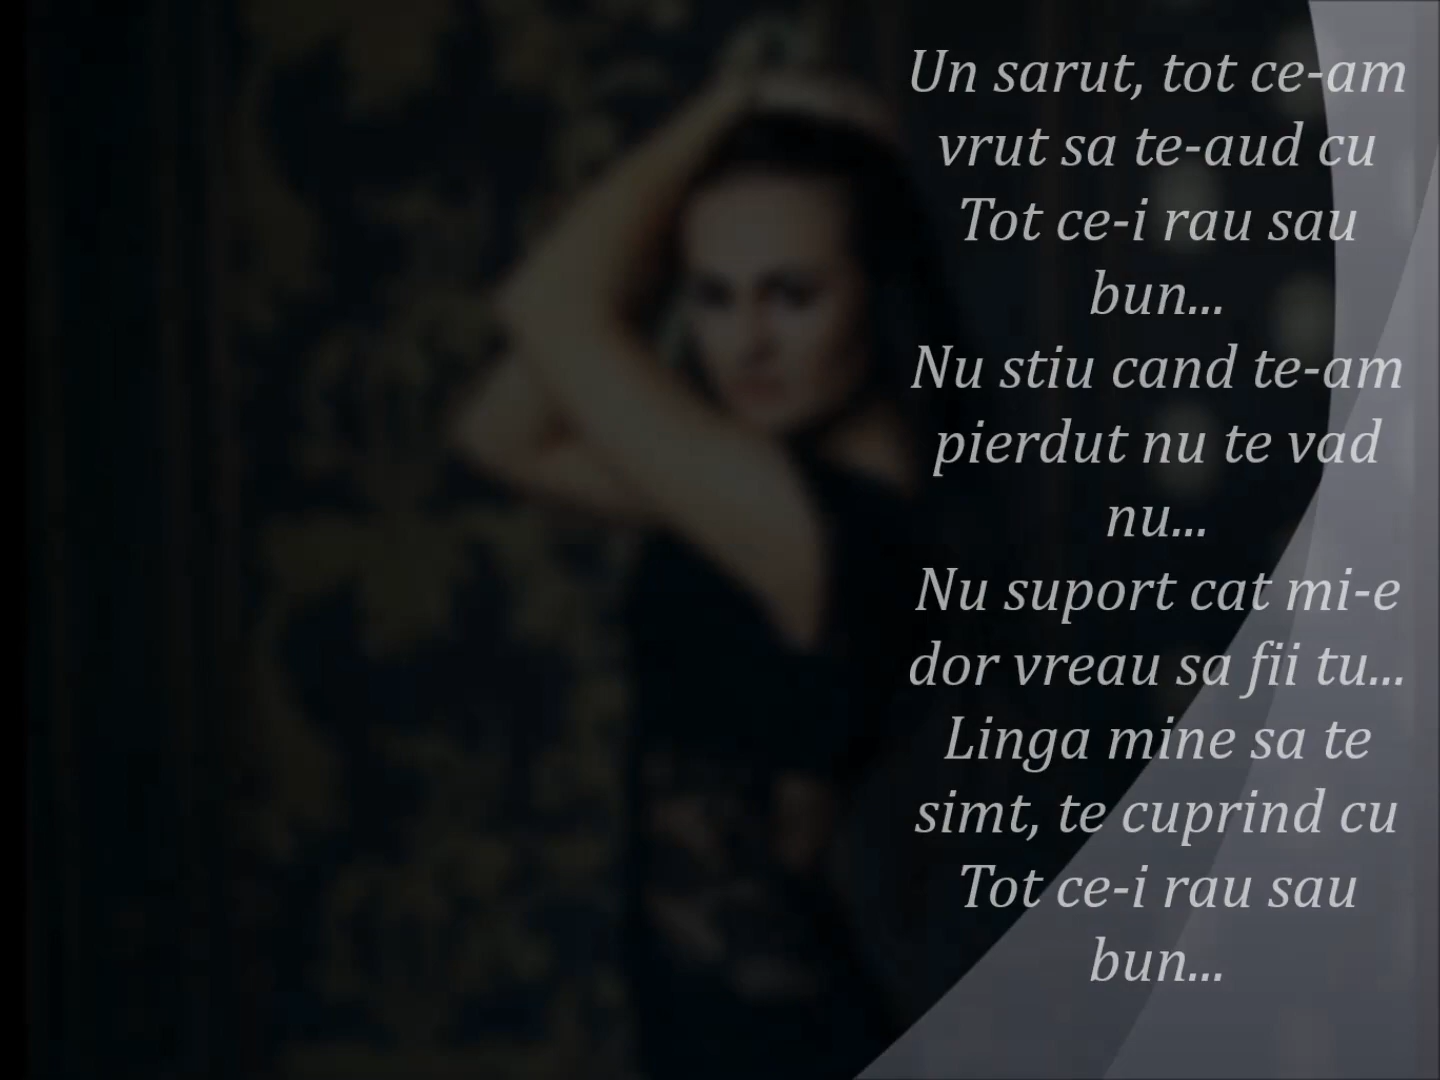 Un sarut, tot ce-am
vrut sa te-aud cu
Tot ce-i rau sau
bun...
Nu stiu cand te-am
pierdut nu te vad
nu...
Nu suport cat mi-e
dor vreau sa fii tu...
Linga mine sa te
simt, te cuprind cu
Tot ce-i rau sau
bun...